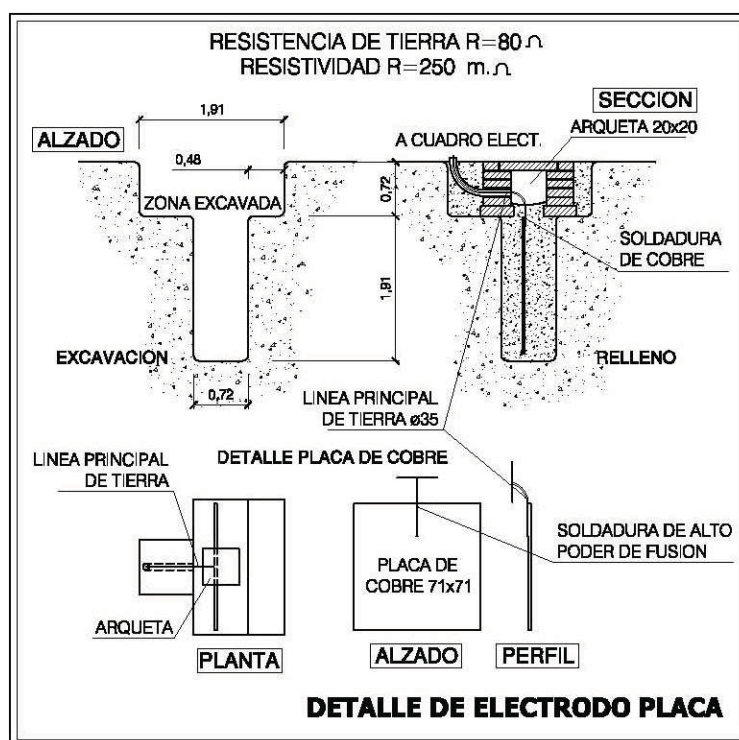 RESISTENCIA DE TIERRA R=80 Ω
RESISTIVIDAD R=250 m.Ω
ALZADO
1,91
0,48
ZONA EXCAVADA
EXCAVACION
0,72
0,72
1,91
SECCION
ARQUETA 20x20
A CUADRO ELECT.
SOLDADURA
DE COBRE
RELLENO
LINEA PRINCIPAL
DE TIERRA ø35
LINEA PRINCIPAL
DE TIERRA
ARQUETA
PLANTA
DETALLE PLACA DE COBRE
PLACA DE
COBRE 71x71
ALZADO
SOLDADURA DE ALTO
PODER DE FUSION
PERFIL
DETALLE DE ELECTRODO PLACA